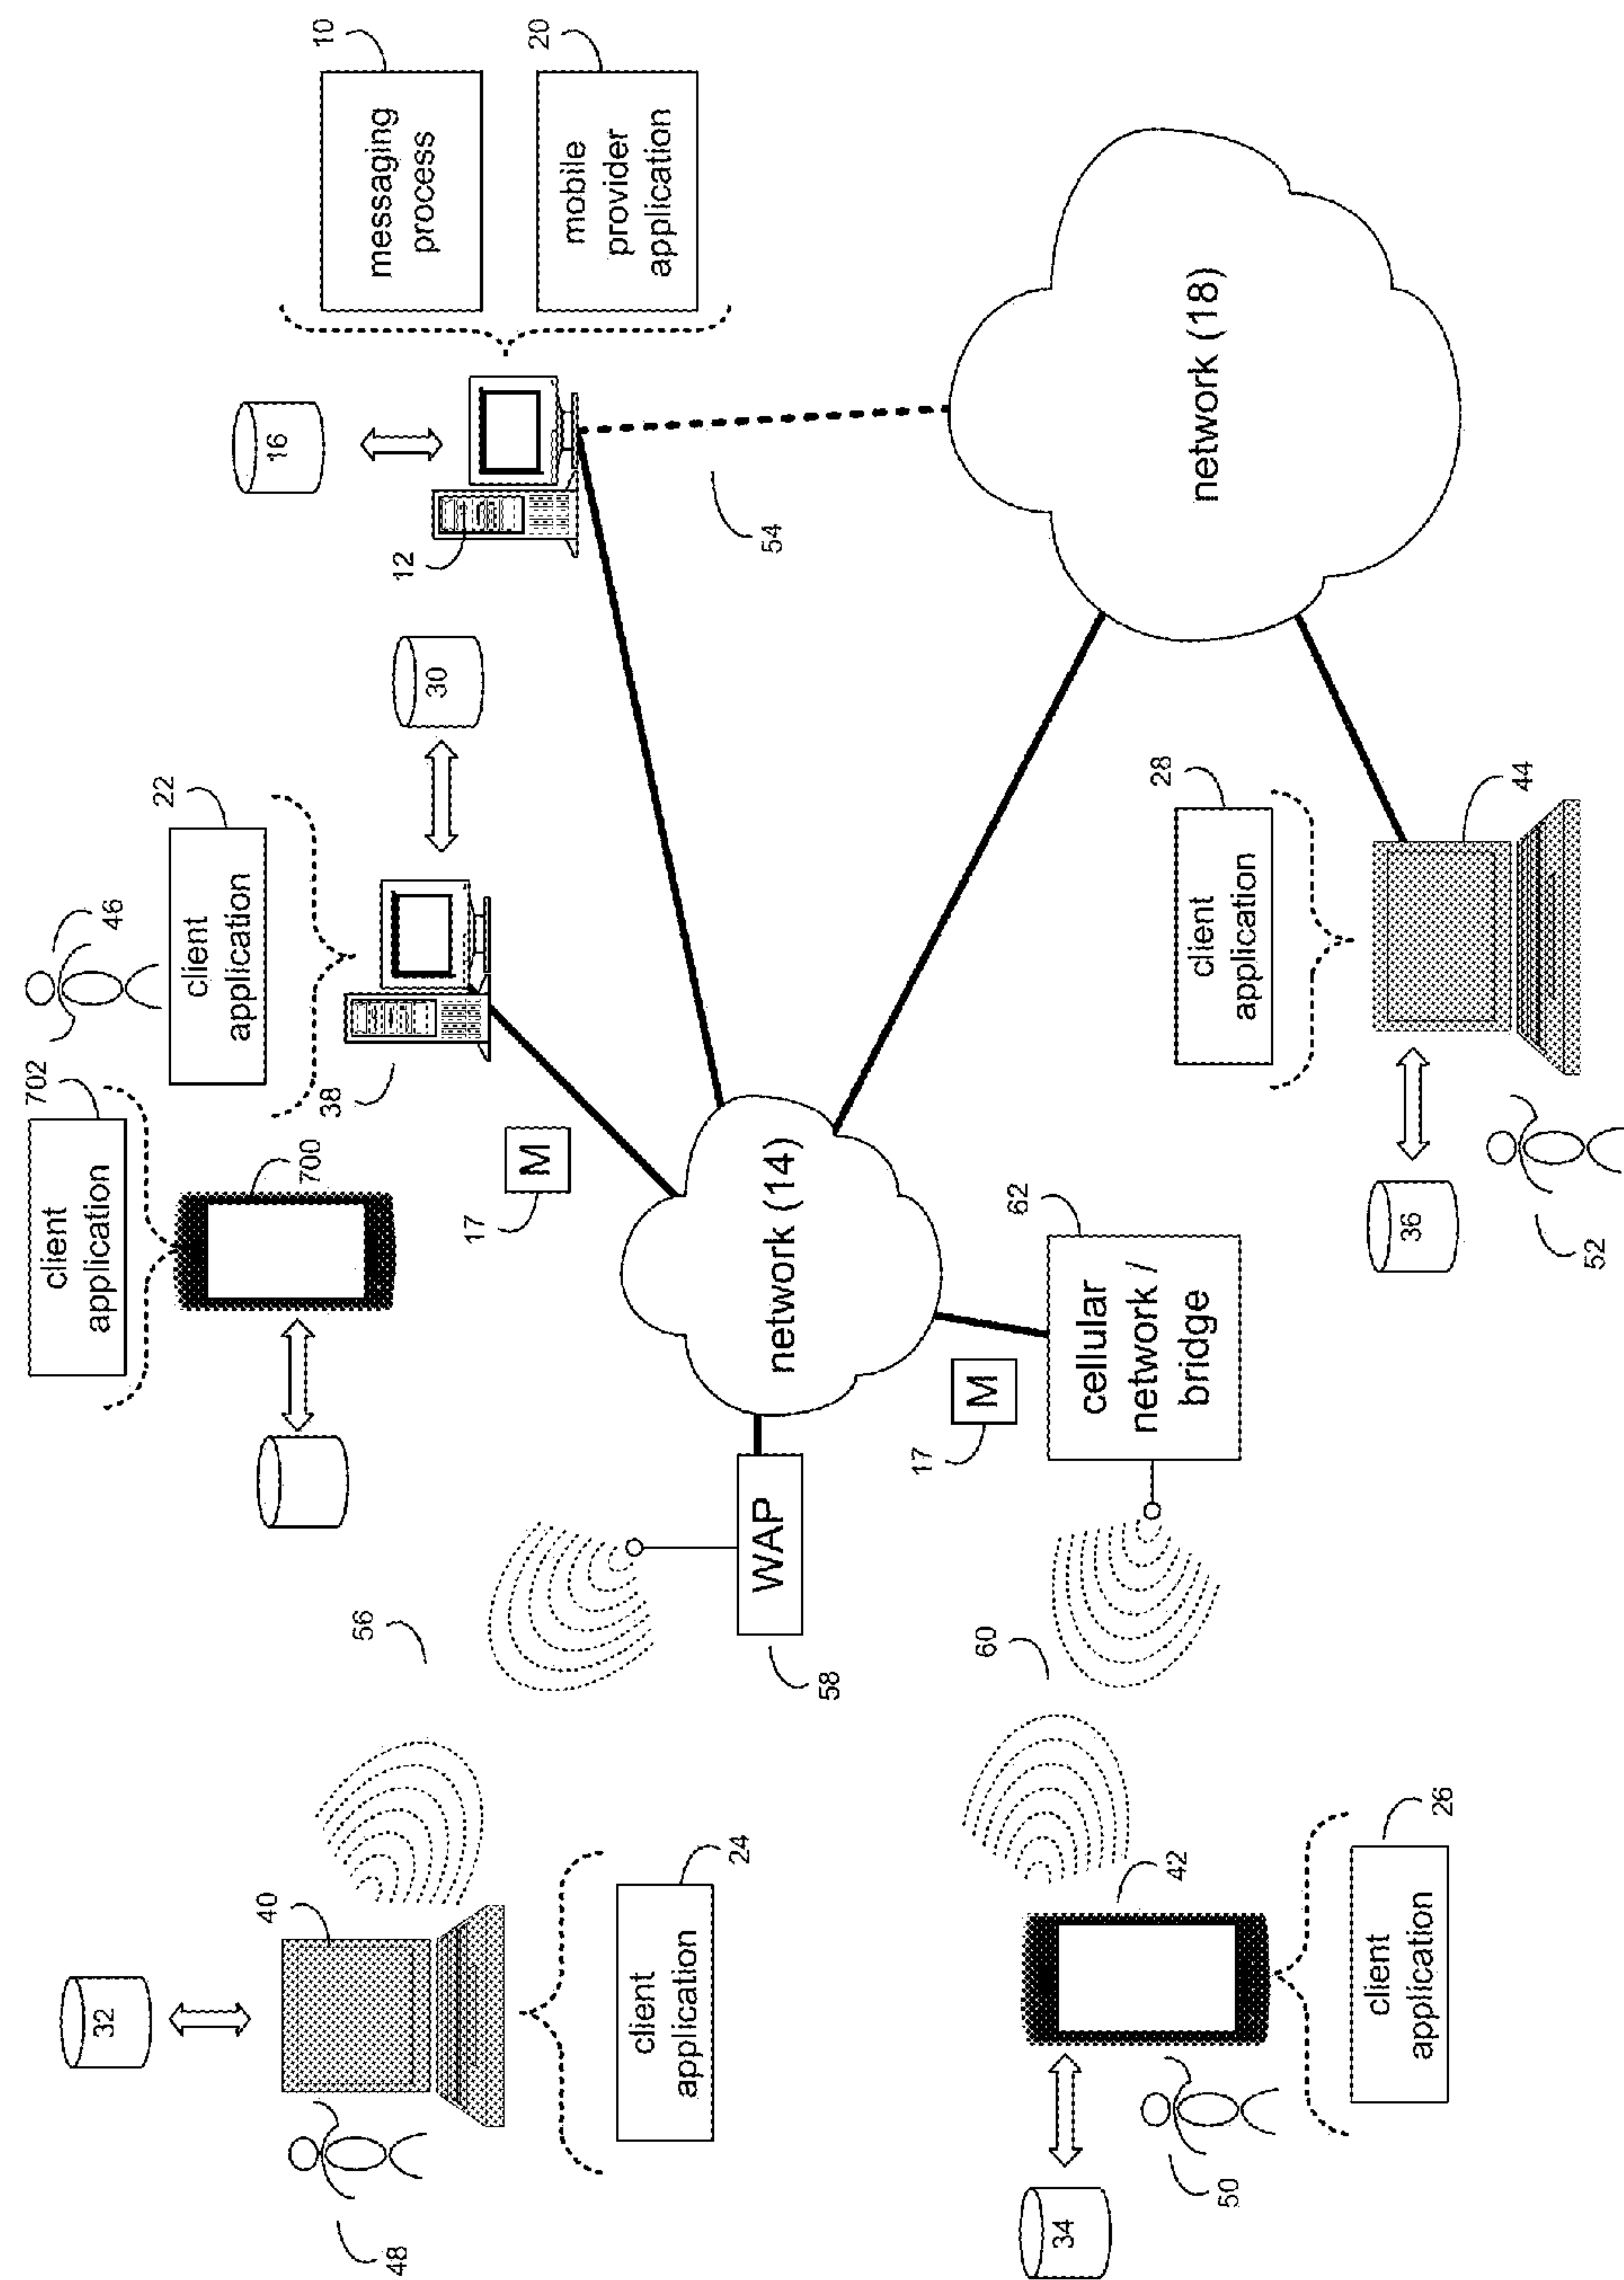 32
40
48
client
application
24
56
client
application
702
700
46
client
application
22
38
30
16
12
messaging
process
10
mobile
provider
application
20
54
M
17
WAP
58
network (14)
34
50
42
60
client
application
26
M
17
cellular
network /
bridge
62
network (18)
client
application
28
44
36
52